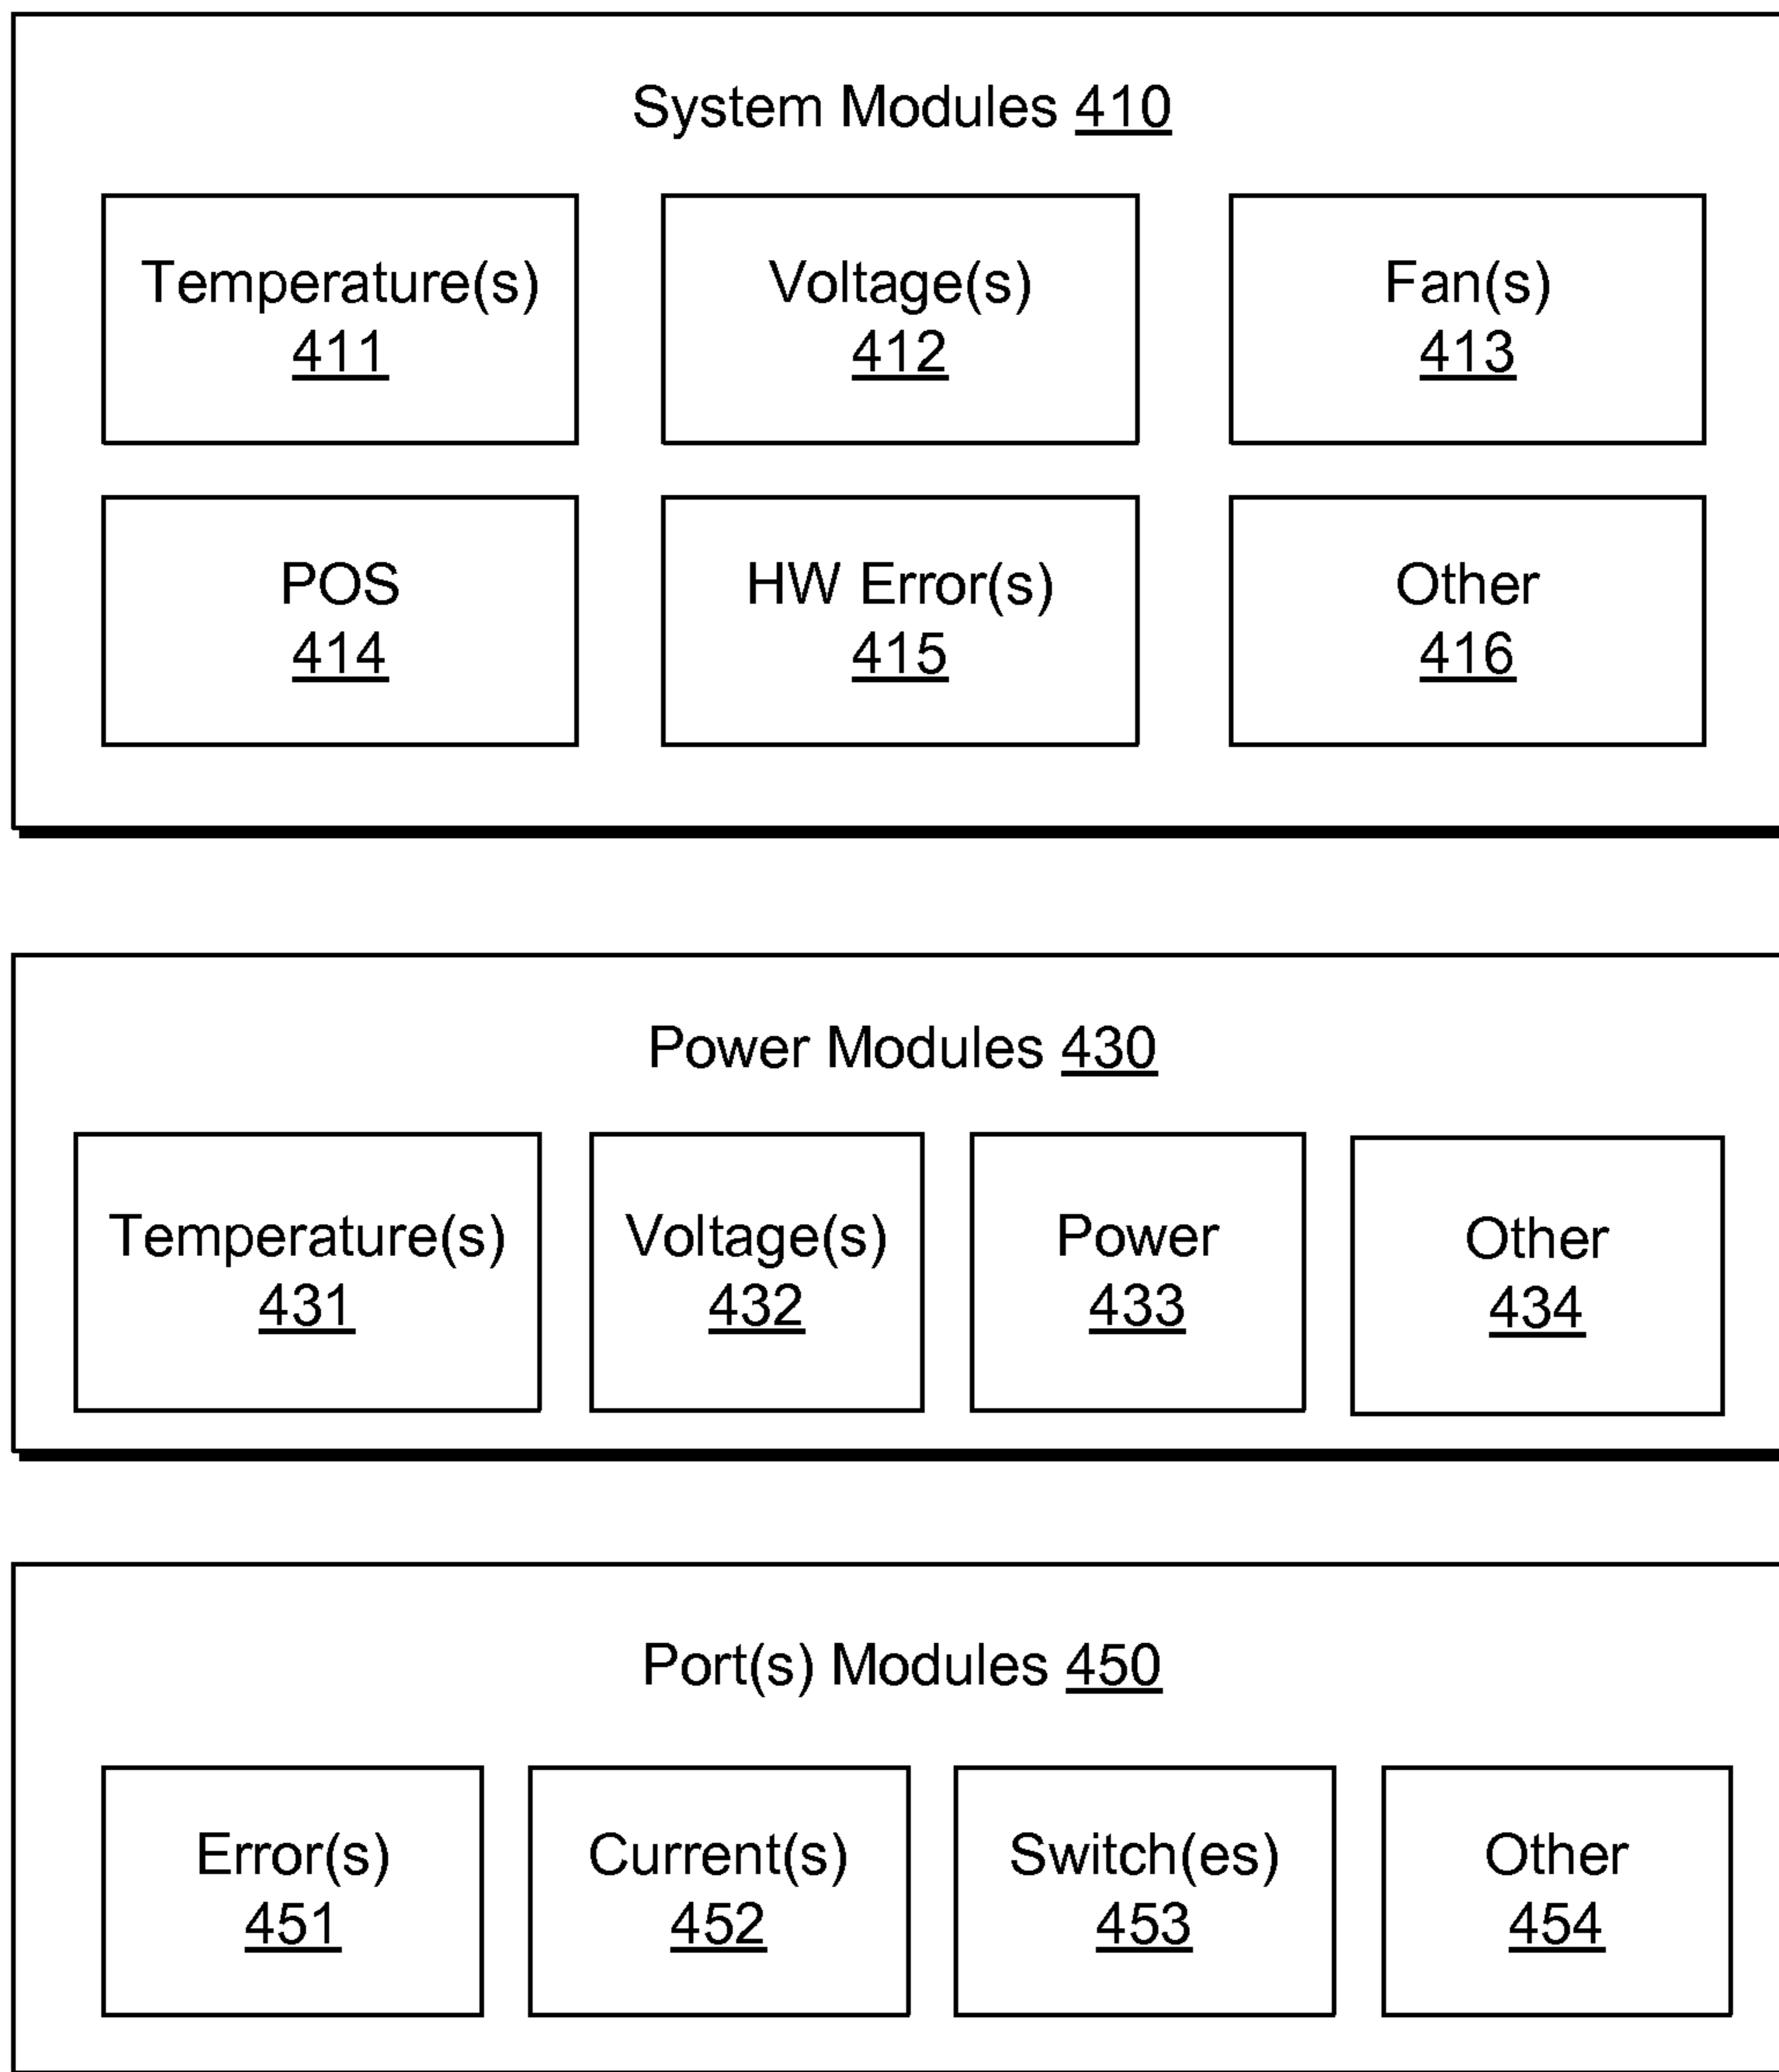 System Modules 410
Temperature(s) Voltage(s) Fan(s)
411 412 413
POS HW Error(s) Other
414 415 416
Power Modules 430
Temperature(s) Voltage(s) Power Other
431 432 433 434
Port(s) Modules 450
Error(s) Current(s) Switch(es) Other
451 452 453 454